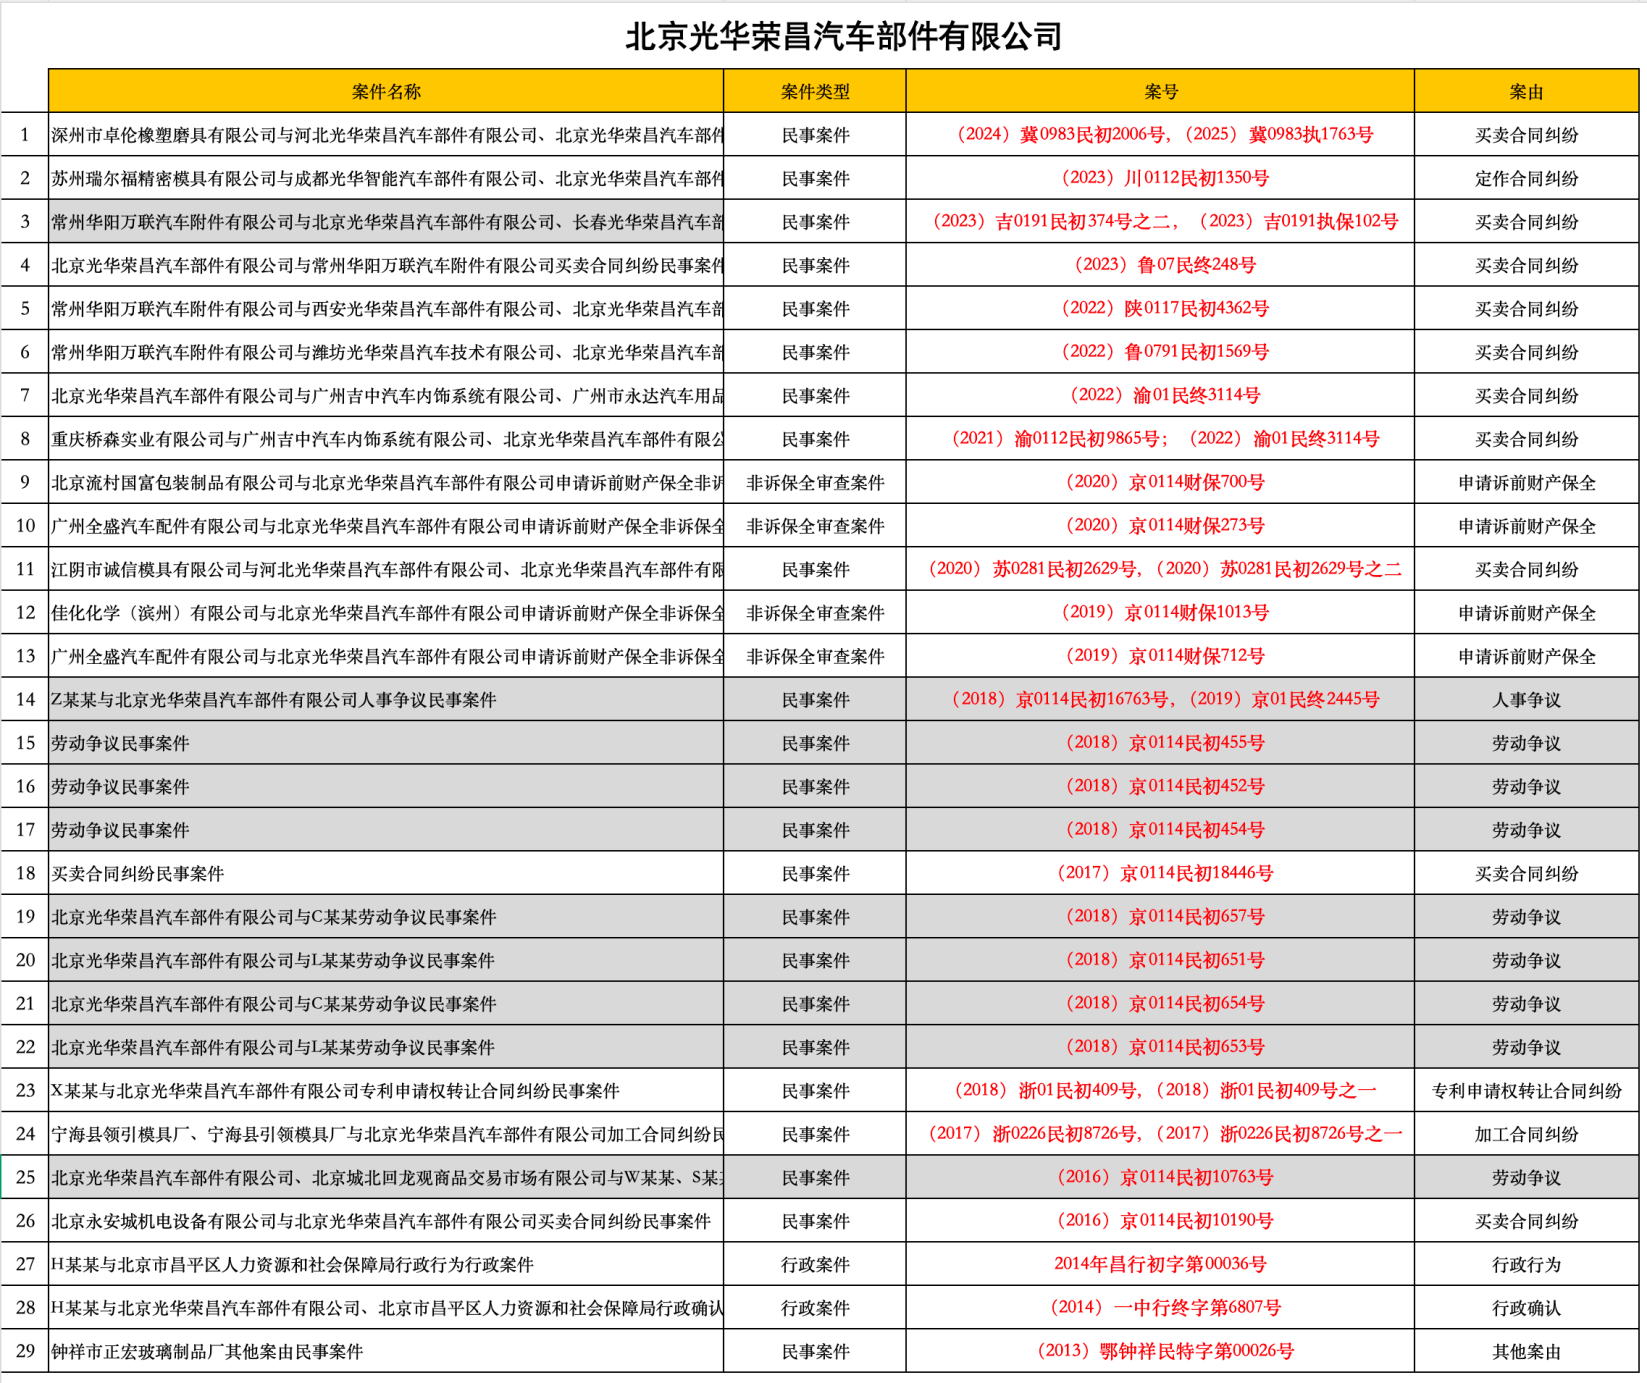 北京光华荣昌汽车部件有限公司
案件名称 案件类型 案号 案由
1 深州市卓伦橡塑磨具有限公司与河北光华荣昌汽车部件有限公司、北京光华荣昌汽车部件 民事案件 （2024）冀0983民初2006号,（2025）冀0983执1763号 买卖合同纠纷
2 苏州瑞尔福精密模具有限公司与成都光华智能汽车部件有限公司、北京光华荣昌汽车部件 民事案件 （2023）川0112民初1350号 定作合同纠纷
3 常州华阳万联汽车附件有限公司与北京光华荣昌汽车部件有限公司、长春光华荣昌汽车部 民事案件 （2023）吉0191民初374号之二，（2023）吉0191执保102号 买卖合同纠纷
4 北京光华荣昌汽车部件有限公司与常州华阳万联汽车附件有限公司买卖合同纠纷民事案件 民事案件 （2023）鲁07民终248号 买卖合同纠纷
5 常州华阳万联汽车附件有限公司与西安光华荣昌汽车部件有限公司、北京光华荣昌汽车部 民事案件 （2022）陕0117民初4362号 买卖合同纠纷
6 常州华阳万联汽车附件有限公司与潍坊光华荣昌汽车技术有限公司、北京光华荣昌汽车部 民事案件 （2022）鲁0791民初1569号 买卖合同纠纷
7 北京光华荣昌汽车部件有限公司与广州吉中汽车内饰系统有限公司、广州市永达汽车用品 民事案件 （2022）渝01民终3114号 买卖合同纠纷
8 重庆桥森实业有限公司与广州吉中汽车内饰系统有限公司、北京光华荣昌汽车部件有限公 民事案件 （2021）渝0112民初9865号；（2022）渝01民终3114号 买卖合同纠纷
9 北京流村国富包装制品有限公司与北京光华荣昌汽车部件有限公司申请诉前财产保全非诉 非诉保全审查案件 （2020）京0114财保700号 申请诉前财产保全
10 广州全盛汽车配件有限公司与北京光华荣昌汽车部件有限公司申请诉前财产保全非诉保全 非诉保全审查案件 （2020）京0114财保273号 申请诉前财产保全
11 江阴市诚信模具有限公司与河北光华荣昌汽车部件有限公司、北京光华荣昌汽车部件有限 民事案件 （2020）苏0281民初2629号,（2020）苏0281民初2629号之二 买卖合同纠纷
12 佳化化学（滨州）有限公司与北京光华荣昌汽车部件有限公司申请诉前财产保全非诉保全 非诉保全审查案件 （2019）京0114财保1013号 申请诉前财产保全
13 广州全盛汽车配件有限公司与北京光华荣昌汽车部件有限公司申请诉前财产保全非诉保全 非诉保全审查案件 （2019）京0114财保712号 申请诉前财产保全
14 Z某某与北京光华荣昌汽车部件有限公司人事争议民事案件 民事案件 （2018）京0114民初16763号,（2019）京01民终2445号 人事争议
15 劳动争议民事案件 民事案件 （2018）京0114民初455号 劳动争议
16 劳动争议民事案件 民事案件 （2018）京0114民初452号 劳动争议
17 劳动争议民事案件 民事案件 （2018）京0114民初454号 劳动争议
18 买卖合同纠纷民事案件 民事案件 （2017）京0114民初18446号 买卖合同纠纷
19 北京光华荣昌汽车部件有限公司与C某某劳动争议民事案件 民事案件 （2018）京0114民初657号 劳动争议
20 北京光华荣昌汽车部件有限公司与L某某劳动争议民事案件 民事案件 （2018）京0114民初651号 劳动争议
21 北京光华荣昌汽车部件有限公司与C某某劳动争议民事案件 民事案件 （2018）京0114民初654号 劳动争议
22 北京光华荣昌汽车部件有限公司与L某某劳动争议民事案件 民事案件 （2018）京0114民初653号 劳动争议
23 X某某与北京光华荣昌汽车部件有限公司专利申请权转让合同纠纷民事案件 民事案件 （2018）浙01民初409号,（2018）浙01民初409号之一 专利申请权转让合同纠纷
24 宁海县领引模具厂、宁海县引领模具厂与北京光华荣昌汽车部件有限公司加工合同纠纷民 民事案件 （2017）浙0226民初8726号,（2017）浙0226民初8726号之一 加工合同纠纷
25 北京光华荣昌汽车部件有限公司、北京城北回龙观商品交易市场有限公司与W某某、S某 民事案件 （2016）京0114民初10763号 劳动争议
26 北京永安城机电设备有限公司与北京光华荣昌汽车部件有限公司买卖合同纠纷民事案件 民事案件 （2016）京0114民初10190号 买卖合同纠纷
27 H某某与北京市昌平区人力资源和社会保障局行政行为行政案件 行政案件 2014年昌行初字第00036号 行政行为
28 H某某与北京光华荣昌汽车部件有限公司、北京市昌平区人力资源和社会保障局行政确认 行政案件 （2014）一中行终字第6807号 行政确认
29 钟祥市正宏玻璃制品厂其他案由民事案件 民事案件 （2013）鄂钟祥民特字第00026号 其他案由